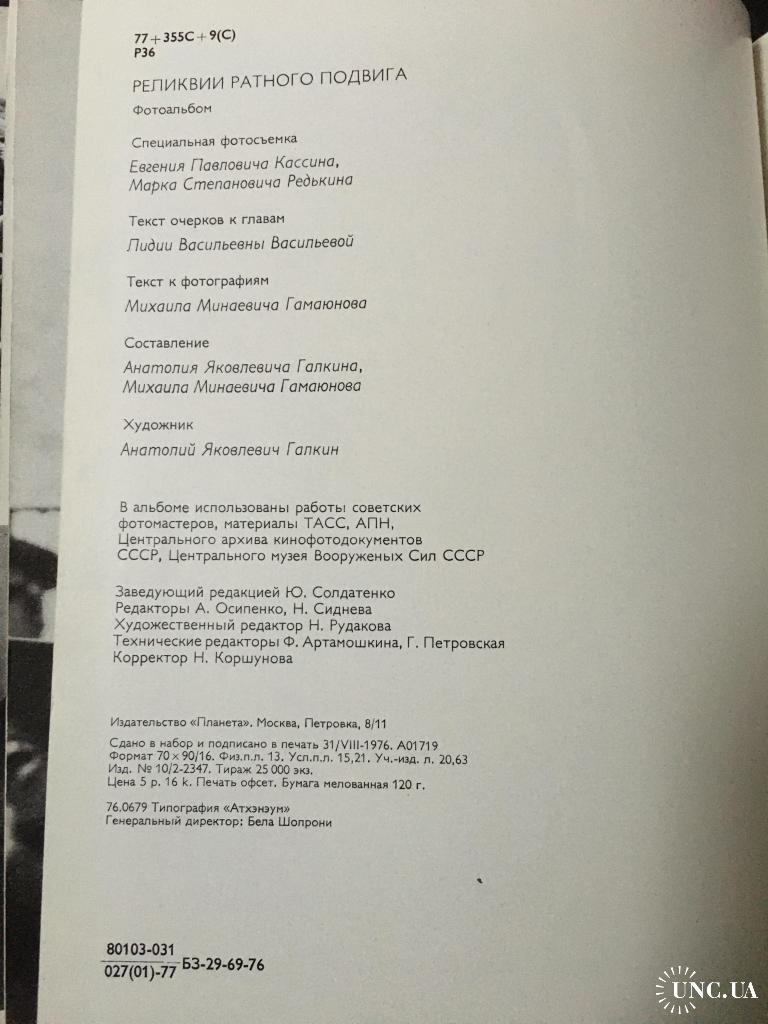 77+355С+9(С)
Р36
РЕЛИКВИИ РАТНОГО ПОДВИГА
Фотоальбом
Специальная фотосъемка
Евгения Павловича Кассина,
Марка Степановича Редькина
Текст очерков к главам
Лидии Васильевны Васильевой
Текст к фотографиям
Михаила Минаевича Гамаюнова
Составление
Анатолия Яковлевича Галкина,
Михаила Минаевича Гамаюнова
Художник
Анатолий Яковлевич Галкин
В альбоме использованы работы советских
фотомастеров, материалы ТАСС, АПН,
Центрального архива кинофотодокументов
СССР, Центрального музея Вооруженых Сил СССР
Заведующий редакцией Ю. Солдатенко
Редакторы А. Осипенко, Н. Сиднева
Художественный редактор Н. Рудакова
Технические редакторы Ф. Артамошкина, Г. Петровская
Корректор Н. Коршунова
Издательство «Планета». Москва, Петровка, 8/11
Сдано в набор и подписано в печать 31/VIII-1976. А01719
Формат 70×90/16. Физ.п.л. 13. Усл.п.л. 15,21. Уч.-изд. л. 20,63
Изд. № 10/2-2347. Тираж 25 000 экз.
Цена 5 р. 16 к. Печать офсет. Бумага мелованная 120 г.
76.0679 Типография «Атхэнэум»
Генеральный директор: Бела Шопрони
80103-031
027(01)-77 БЗ-29-69-76
UNC.UA